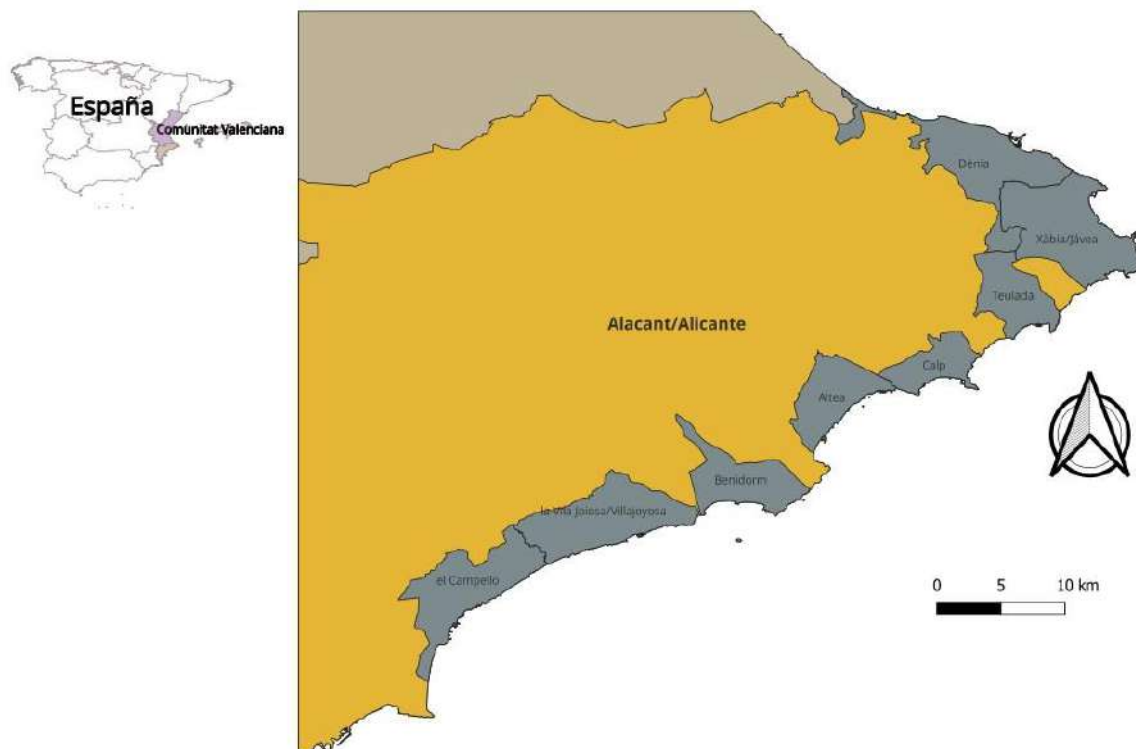 España
Comunitat Valenciana
Dénia
Xàbia/Jávea
Teulada
Alacant/Alicante
Calp
Altea
Benidorm
la Vila Joiosa/Villajoyosa
el Campello
0 5 10 km